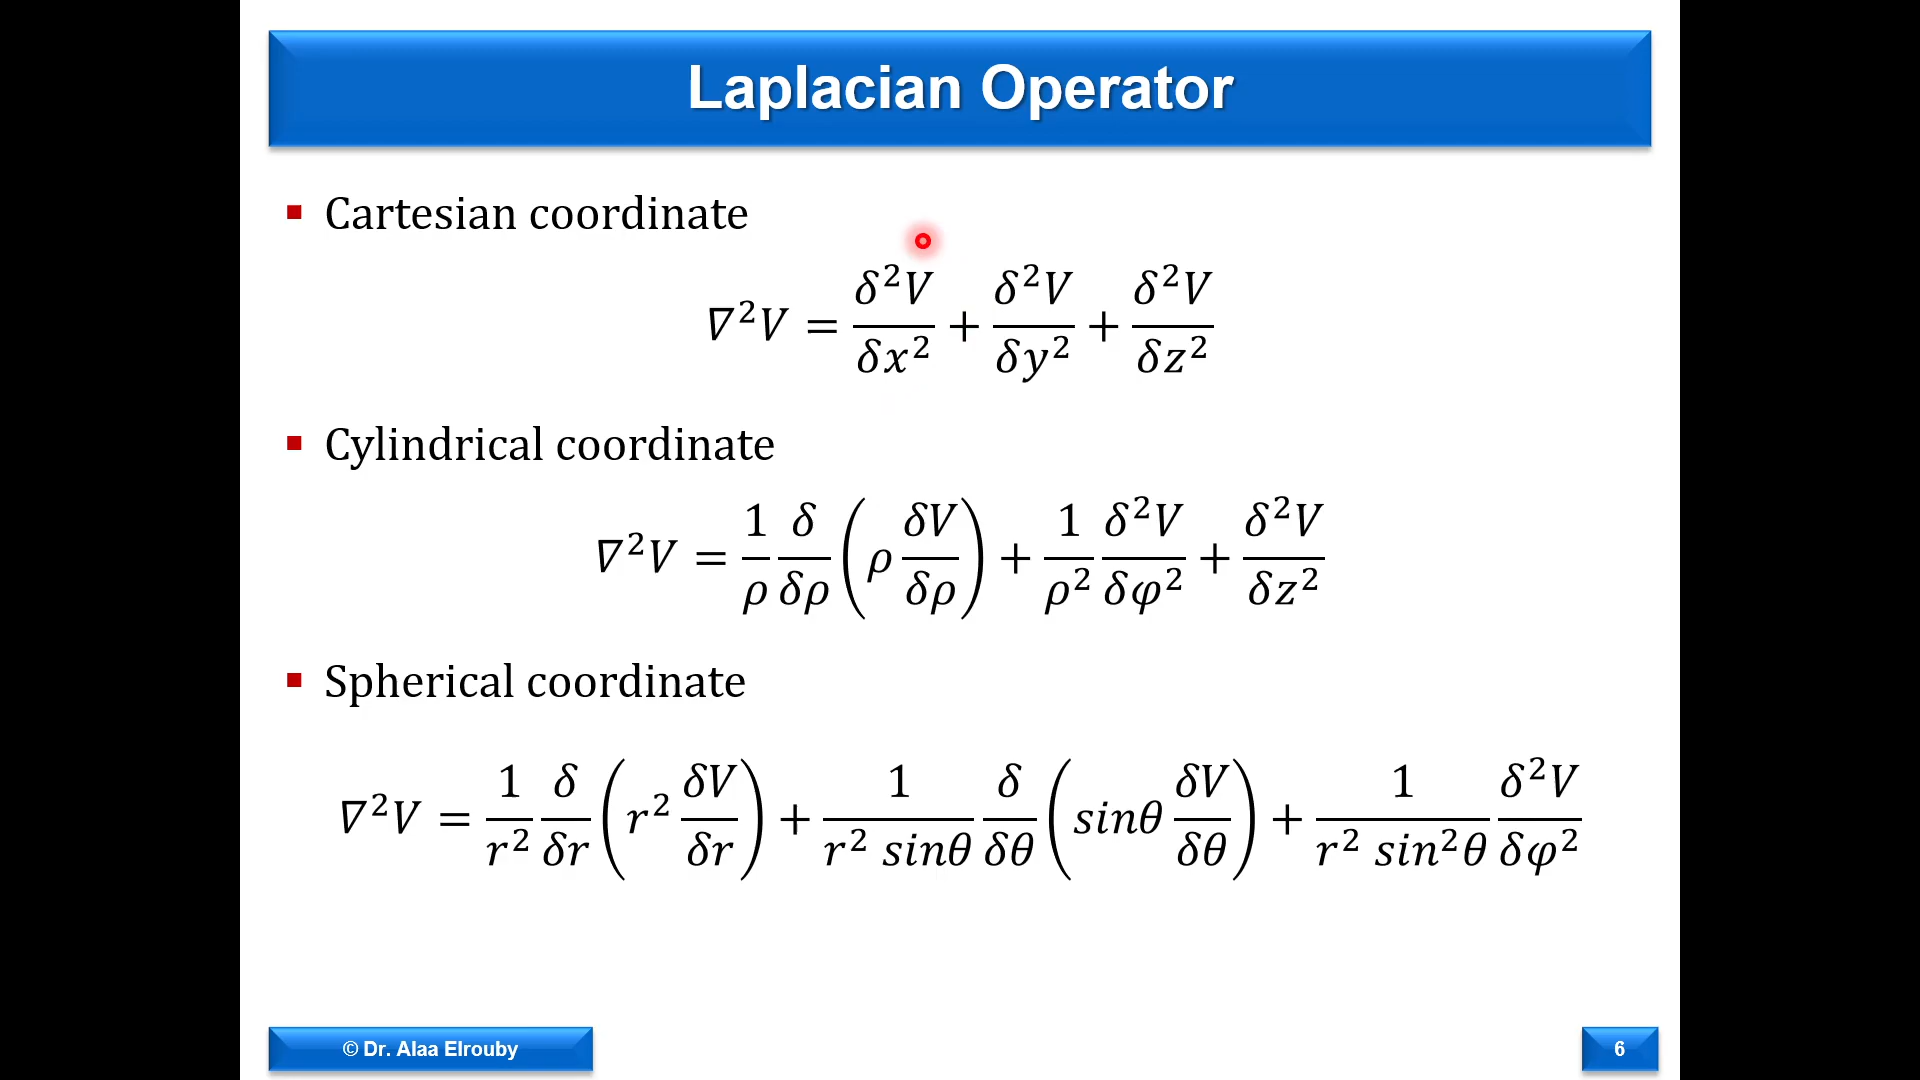 Laplacian Operator
▪ Cartesian coordinate
∇²V = δ²V/δx² + δ²V/δy² + δ²V/δz²
▪ Cylindrical coordinate
∇²V = 1/ρ δ/δρ (ρ δV/δρ) + 1/ρ² δ²V/δφ² + δ²V/δz²
▪ Spherical coordinate
∇²V = 1/r² δ/δr (r² δV/δr) + 1/(r² sinθ) δ/δθ (sinθ δV/δθ) + 1/(r² sin²θ) δ²V/δφ²
© Dr. Alaa Elrouby
6